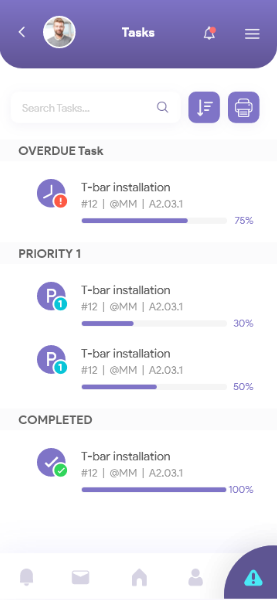 Tasks
Search Tasks...
OVERDUE Task
T-bar installation
#12 | @MM | A2.03.1
75%
PRIORITY 1
P 1
T-bar installation
#12 | @MM | A2.03.1
30%
P 1
T-bar installation
#12 | @MM | A2.03.1
50%
COMPLETED
T-bar installation
#12 | @MM | A2.03.1
100%